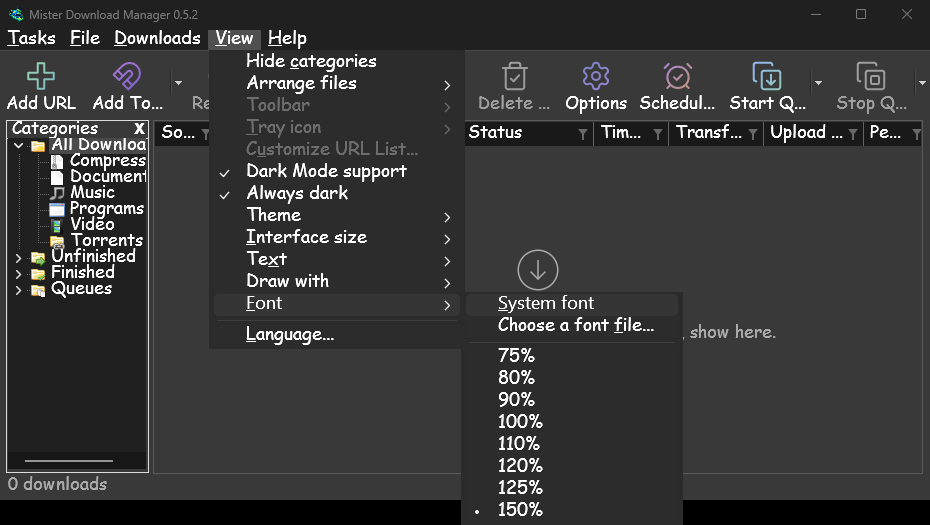 Mister Download Manager 0.5.2
Tasks File Downloads View Help
Add URL Add To... Re Delete ... Options Schedul... Start Q... Stop Q...
Hide categories
Arrange files
Toolbar
Tray icon
Customize URL List...
Dark Mode support
Always dark
Theme
Interface size
Text
Draw with
Font
Language...
System font
Choose a font file...
75%
80%
90%
100%
110%
120%
125%
150%
Categories X
All Downloa
Compress
Document
Music
Programs
Video
Torrents
Unfinished
Finished
Queues
So... Status Tim... Transf... Upload ... Pe...
, show here.
0 downloads